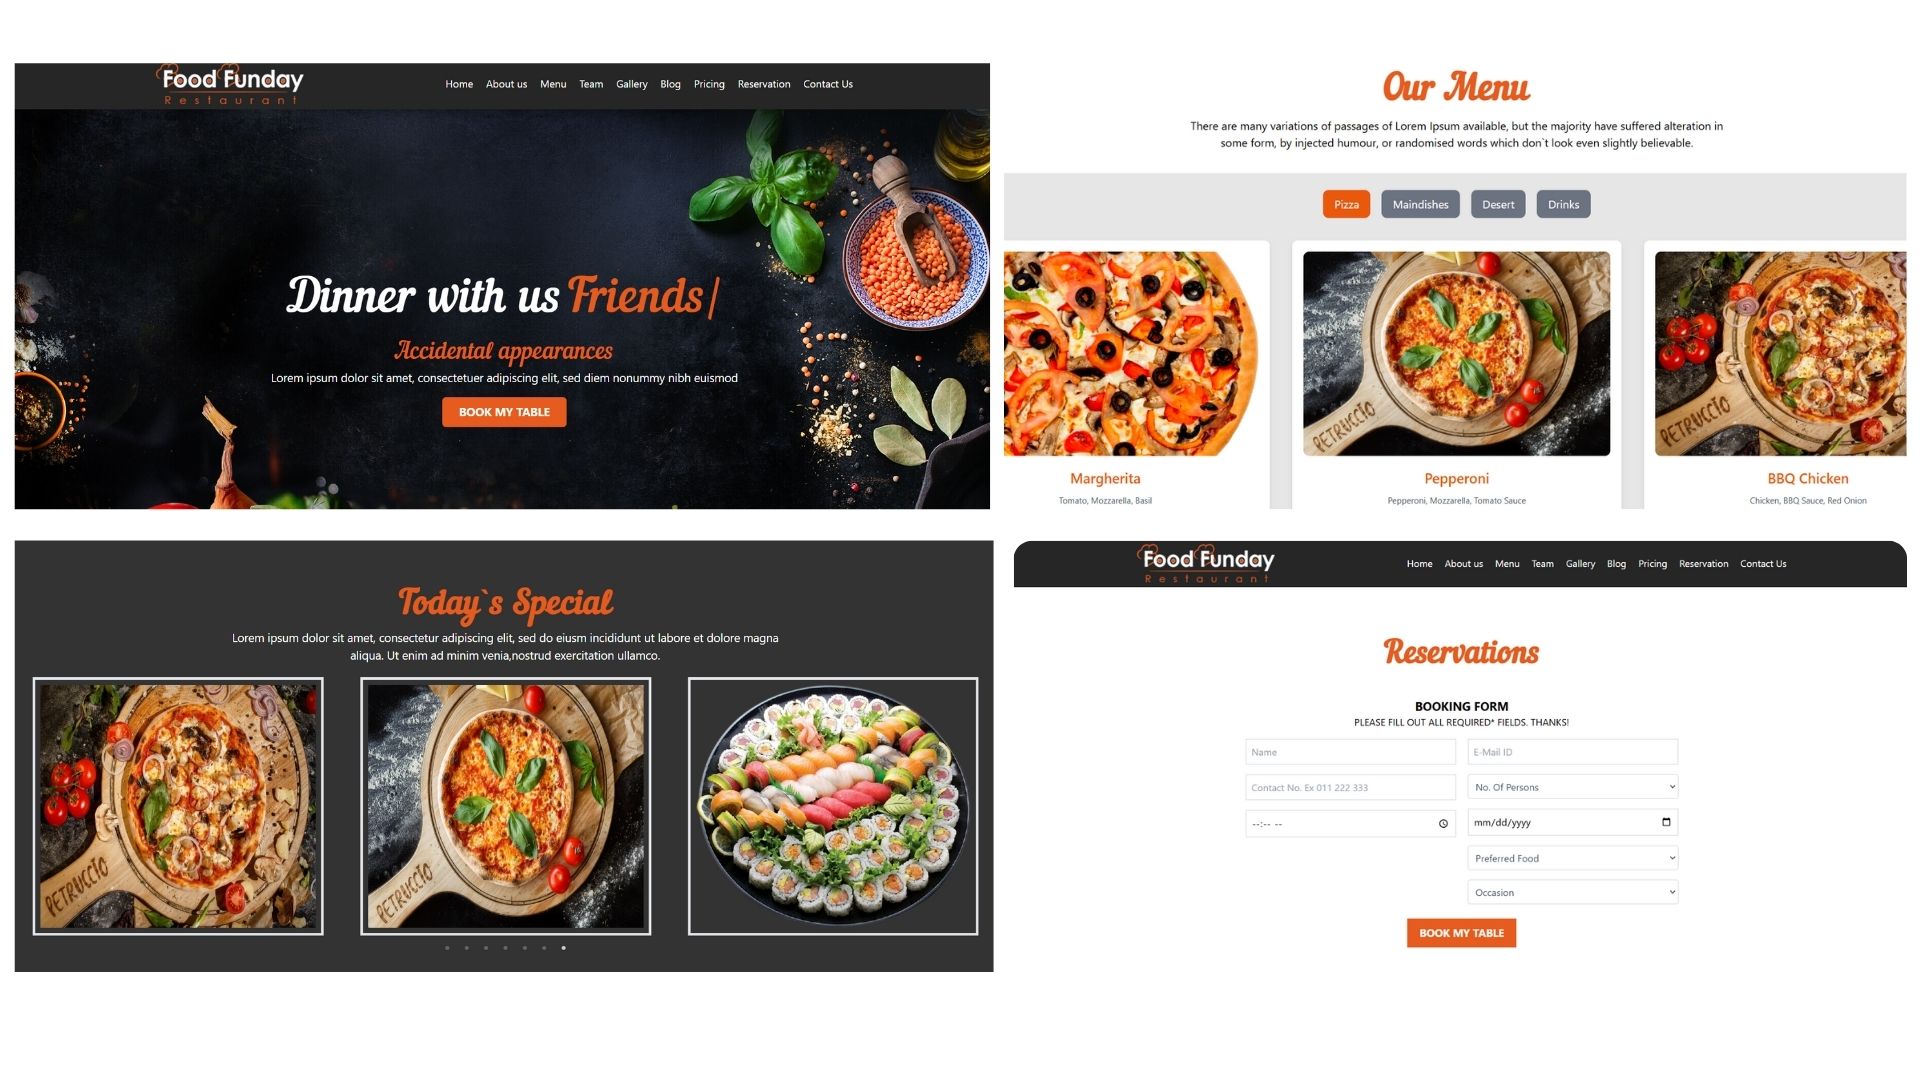 Food Funday
Restaurant
Home About us Menu Team Gallery Blog Pricing Reservation Contact Us
Dinner with us Friends/
Accidental appearances
Lorem ipsum dolor sit amet, consectetuer adipiscing elit, sed diem nonummy nibh euismod
BOOK MY TABLE
Our Menu
There are many variations of passages of Lorem Ipsum available, but the majority have suffered alteration in
some form, by injected humour, or randomised words which don`t look even slightly believable.
Pizza Maindishes Desert Drinks
PETRUCCIO
PETRUCCIO
Margherita Pepperoni BBQ Chicken
Tomato, Mozzarella, Basil Pepperoni, Mozzarella, Tomato Sauce Chicken, BBQ Sauce, Red Onion
Today`s Special
Lorem ipsum dolor sit amet, consectetur adipiscing elit, sed do eiusm incididunt ut labore et dolore magna
aliqua. Ut enim ad minim venia,nostrud exercitation ullamco.
PETRUCCIO
PETRUCCIO
Food Funday
Restaurant
Home About us Menu Team Gallery Blog Pricing Reservation Contact Us
Reservations
BOOKING FORM
PLEASE FILL OUT ALL REQUIRED* FIELDS. THANKS!
Name E-Mail ID
Contact No. Ex 011 222 333 No. Of Persons
--:-- -- mm/dd/yyyy
Preferred Food
Occasion
BOOK MY TABLE